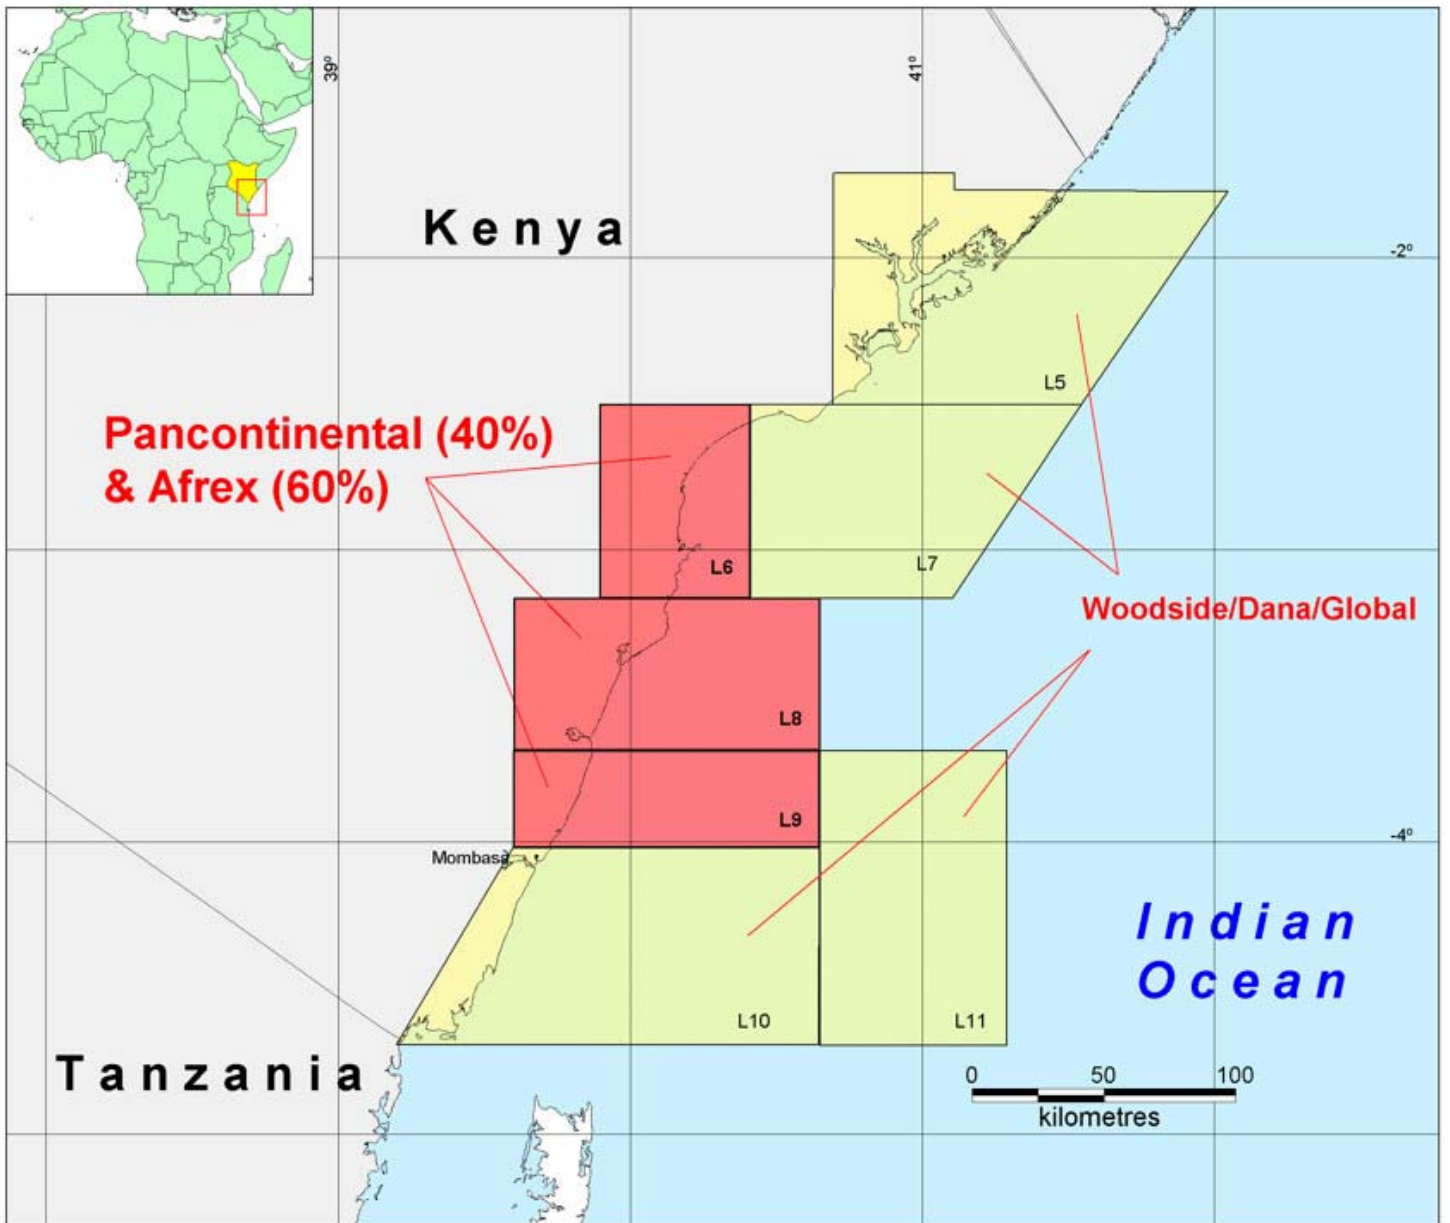 39°
41°
Kenya
-2°
L5
Pancontinental (40%)
& Afrex (60%)
L6
L7
Woodside/Dana/Global
L8
L9
-4°
Mombasa
Indian
Ocean
L10
L11
Tanzania
0 50 100
kilometres